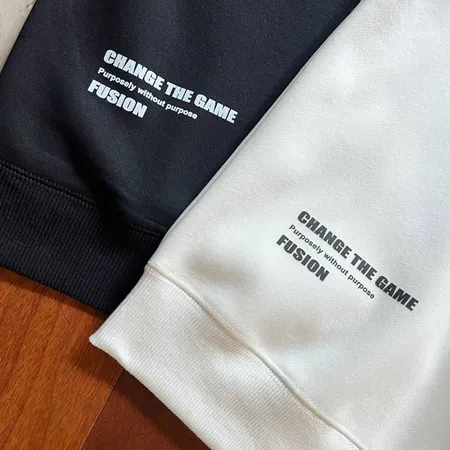 CHANGE THE GAME
Purposely without purpose
FUSION
CHANGE THE GAME
Purposely without purpose
FUSION